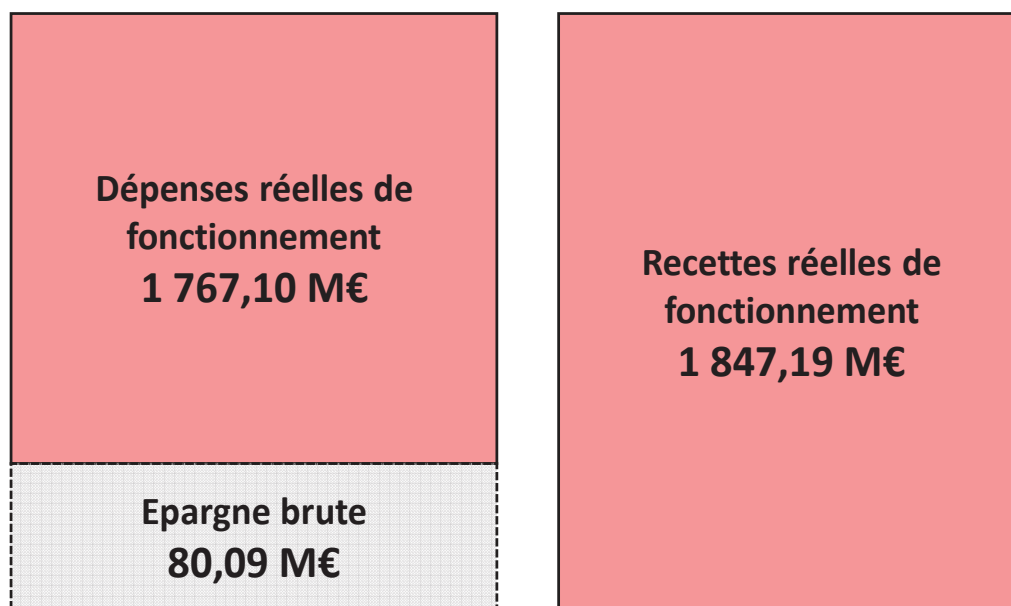 Dépenses réelles de
fonctionnement
1 767,10 M€
Epargne brute
80,09 M€
Recettes réelles de
fonctionnement
1 847,19 M€